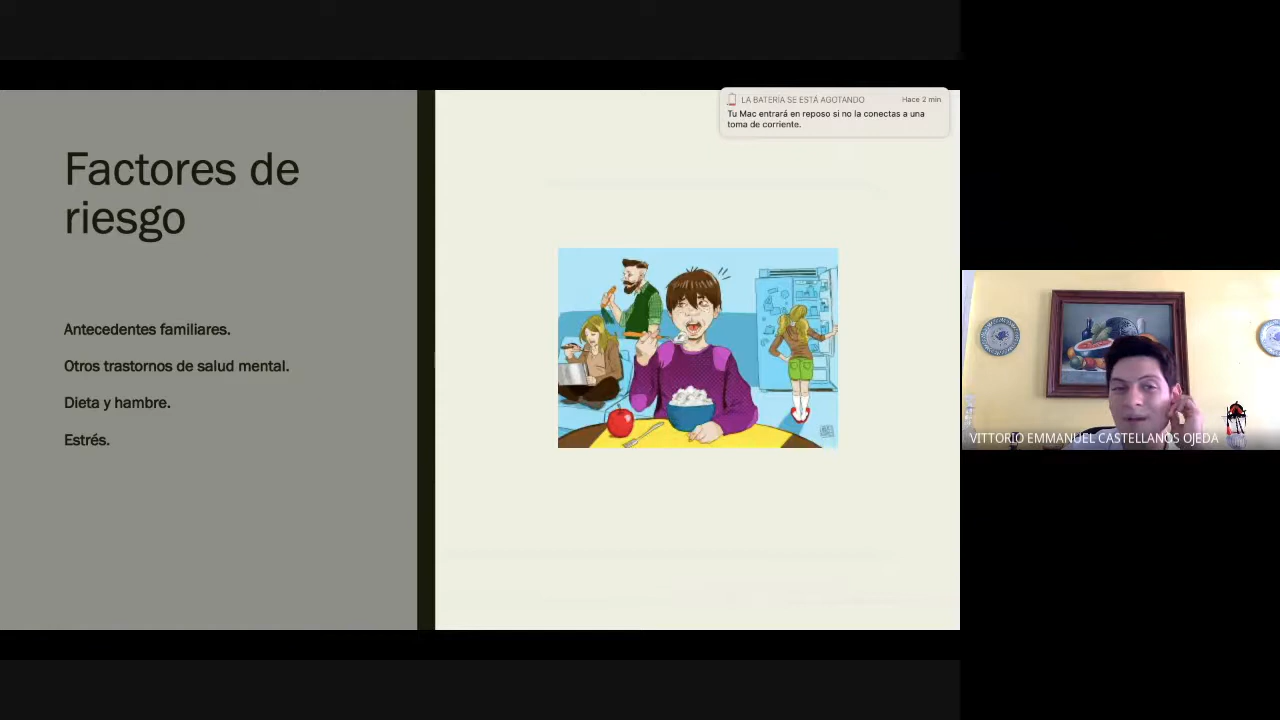 Factores de
riesgo
Antecedentes familiares.
Otros trastornos de salud mental.
Dieta y hambre.
Estrés.
LA BATERÍA SE ESTÁ AGOTANDO Hace 2 min.
Tu Mac entrará en reposo si no la conectas a una
toma de corriente.
VITTORIO EMMANUEL CASTELLANOS OJEDA